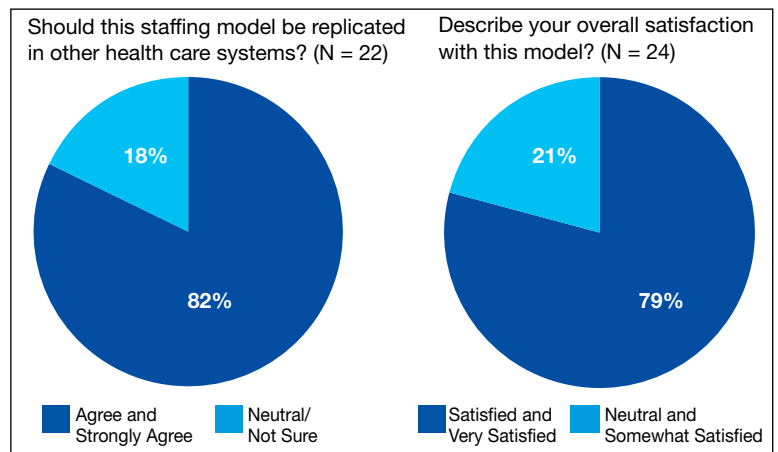 Should this staffing model be replicated
in other health care systems? (N = 22)
18%
82%
Agree and
Strongly Agree
Neutral/
Not Sure
Describe your overall satisfaction
with this model? (N = 24)
21%
79%
Satisfied and
Very Satisfied
Neutral and
Somewhat Satisfied